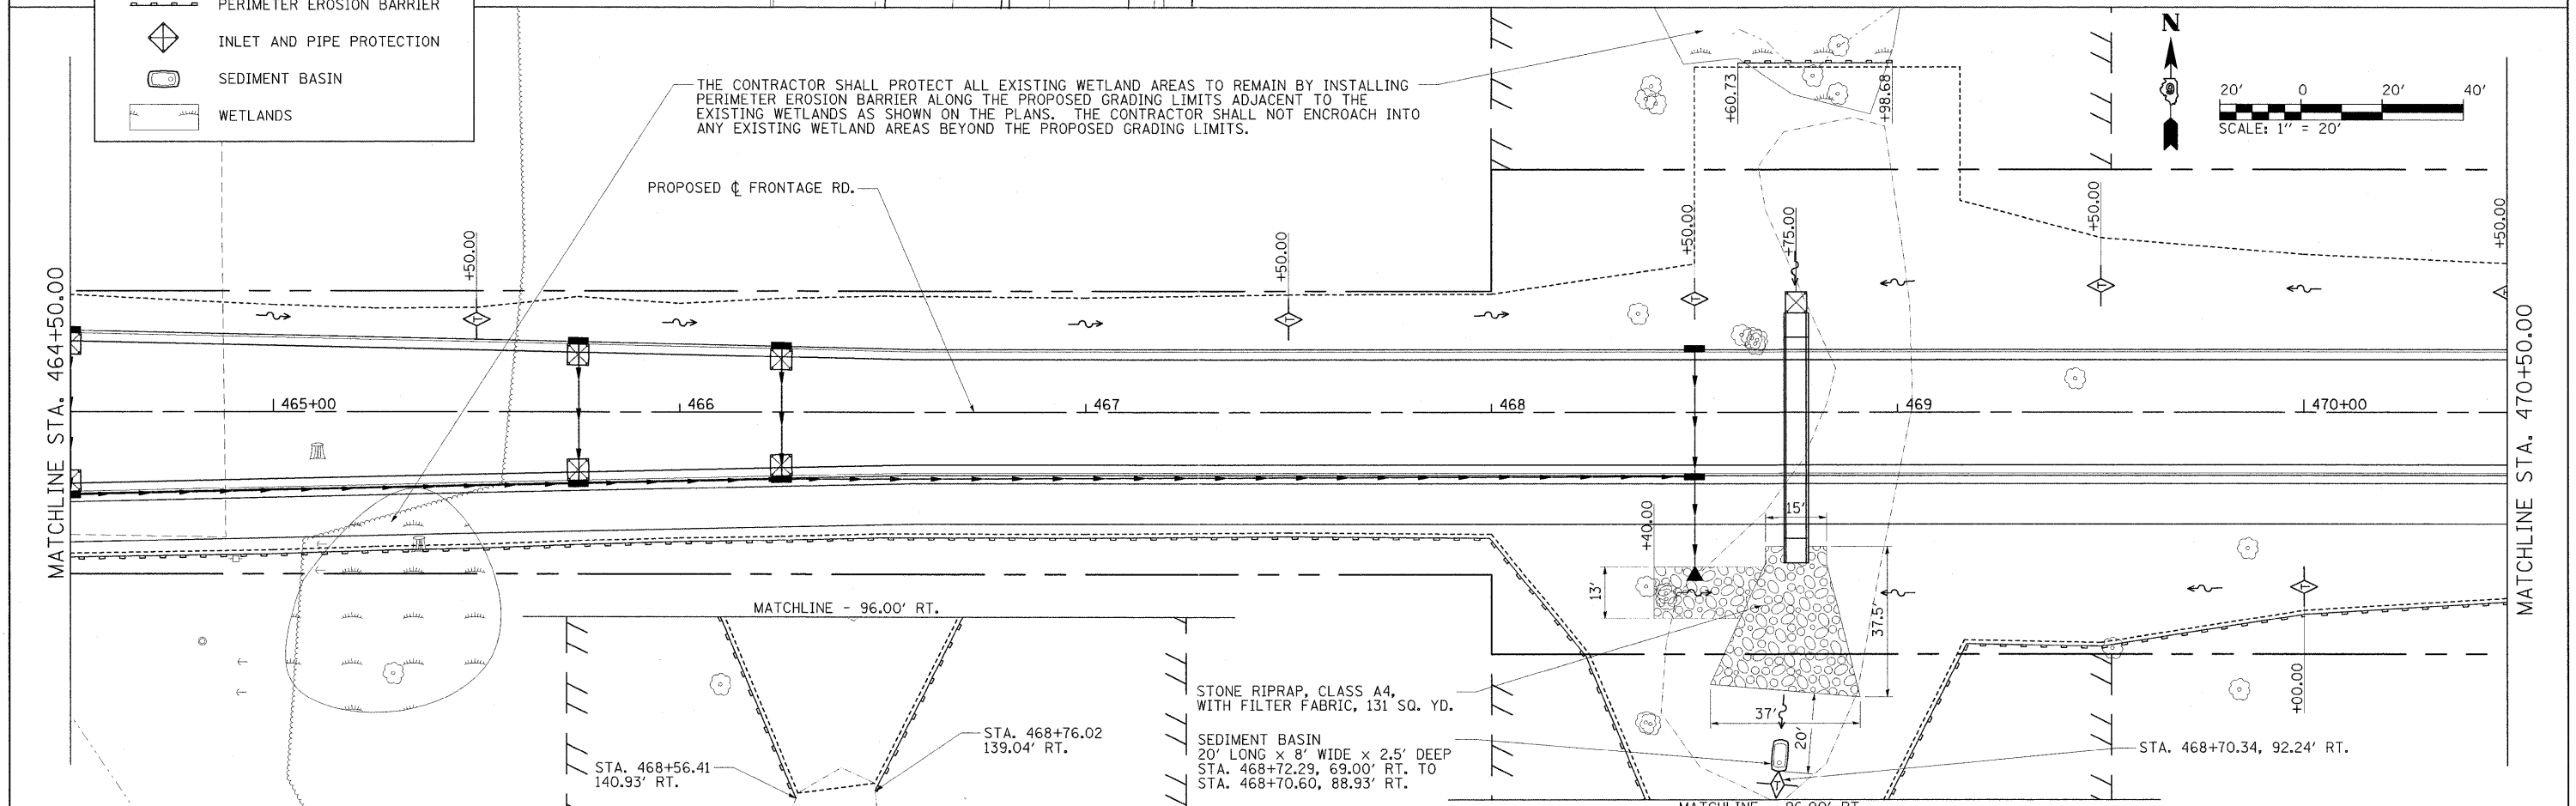 PERIMETER EROSION BARRIER
INLET AND PIPE PROTECTION
SEDIMENT BASIN
WETLANDS
THE CONTRACTOR SHALL PROTECT ALL EXISTING WETLAND AREAS TO REMAIN BY INSTALLING
PERIMETER EROSION BARRIER ALONG THE PROPOSED GRADING LIMITS ADJACENT TO THE
EXISTING WETLANDS AS SHOWN ON THE PLANS. THE CONTRACTOR SHALL NOT ENCROACH INTO
ANY EXISTING WETLAND AREAS BEYOND THE PROPOSED GRADING LIMITS.
+60.73
+98.68
N
20' 0 20' 40'
SCALE: 1" = 20'
PROPOSED ℄ FRONTAGE RD.
MATCHLINE STA. 464+50.00
+50.00
+50.00
+50.00
+75.00
+50.00
+50.00
MATCHLINE STA. 470+50.00
465+00
466
467
468
469
470+00
T
T
T
T
T
T
15'
+40.00
13'
37.5'
37'
20'
+00.00
MATCHLINE - 96.00' RT.
STONE RIPRAP, CLASS A4,
WITH FILTER FABRIC, 131 SQ. YD.
STA. 468+76.02
139.04' RT.
STA. 468+56.41
140.93' RT.
SEDIMENT BASIN
20' LONG x 8' WIDE x 2.5' DEEP
STA. 468+72.29, 69.00' RT. TO
STA. 468+70.60, 88.93' RT.
STA. 468+70.34, 92.24' RT.
T
MATCHLINE - 96.00' RT.